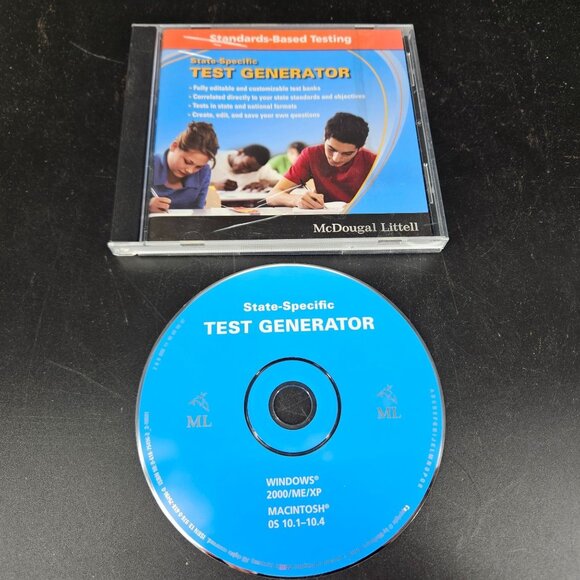 Standards-Based Testing
State-Specific
TEST GENERATOR
• Fully editable and customizable test banks
• Correlated directly to your state standards and objectives
• Tests in state and national formats
• Create, edit, and save your own questions
McDougal Littell
State-Specific
TEST GENERATOR
ML
ML
WINDOWS®
2000/ME/XP
MACINTOSH®
OS 10.1–10.4